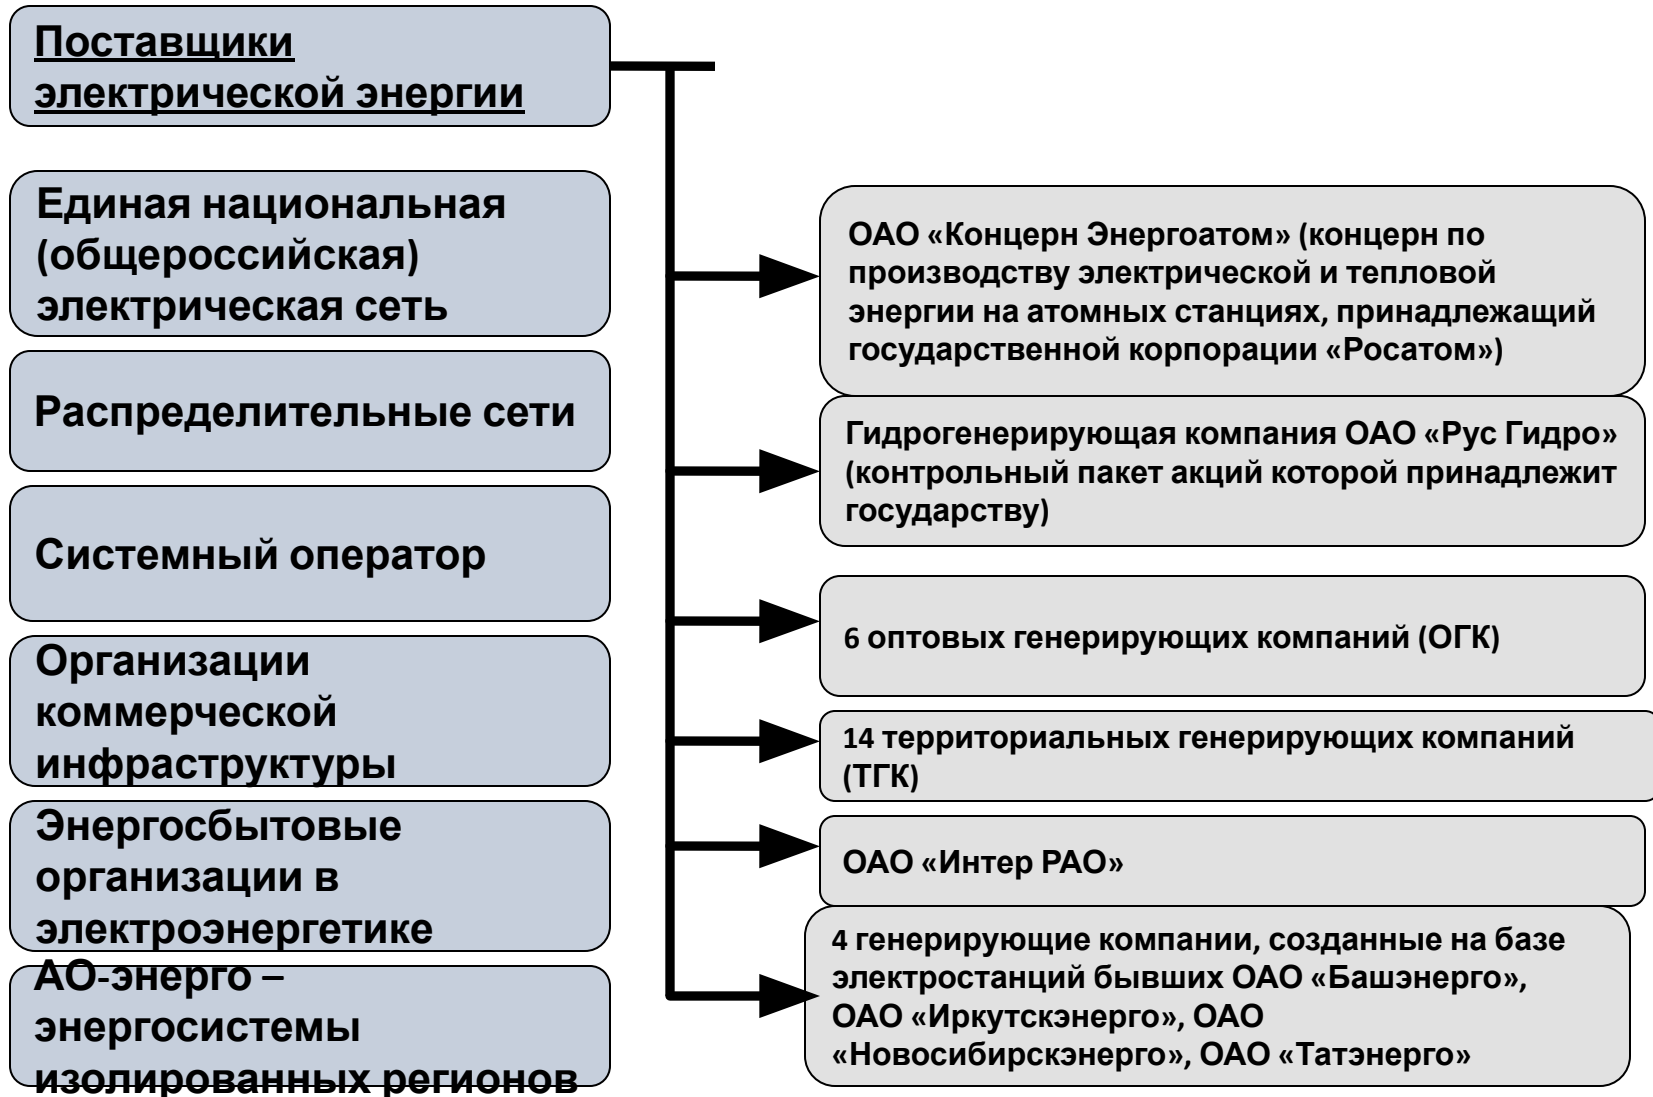 Поставщики
электрической энергии
Единая национальная
(общероссийская)
электрическая сеть
Распределительные сети
Системный оператор
Организации
коммерческой
инфраструктуры
Энергосбытовые
организации в
электроэнергетике
АО-энерго –
энергосистемы
изолированных регионов
ОАО «Концерн Энергоатом» (концерн по
производству электрической и тепловой
энергии на атомных станциях, принадлежащий
государственной корпорации «Росатом»)
Гидрогенерирующая компания ОАО «Рус Гидро»
(контрольный пакет акций которой принадлежит
государству)
6 оптовых генерирующих компаний (ОГК)
14 территориальных генерирующих компаний
(ТГК)
ОАО «Интер РАО»
4 генерирующие компании, созданные на базе
электростанций бывших ОАО «Башэнерго»,
ОАО «Иркутскэнерго», ОАО
«Новосибирскэнерго», ОАО «Татэнерго»